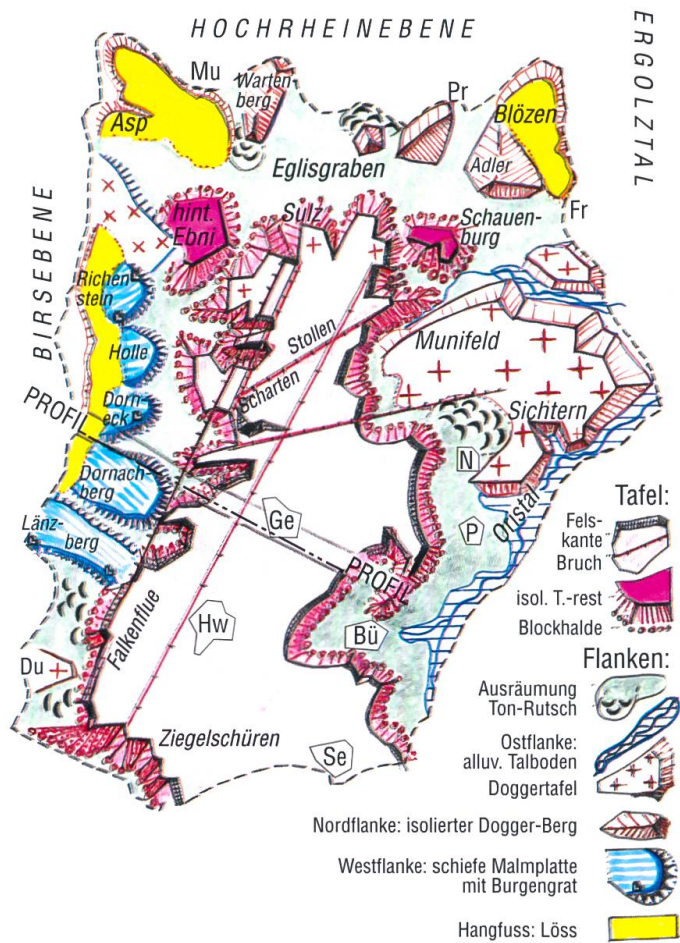 HOCHRHEINEBENE
ERGOLZTAL
Mu
Warten-
berg
Pr
Asp
Blözen
Eglisgraben
Adler
Fr
BIRSEBENE
hint.
Ebni
Sulz
Schauen-
burg
Richen
stein
Munifeld
Stollen
Holle
Scharten
Sichtern
PROFIL
Dorn-
eck
N
Dornach-
berg
Ge
P
Oristal
Länz-
berg
PROFIL
Falkenflue
Hw
Bü
Du
Ziegelschüren
Se
Tafel:
Fels-
kante
Bruch
isol. T.-rest
Blockhalde
Flanken:
Ausräumung
Ton-Rutsch
Ostflanke:
alluv. Talboden
Doggertafel
Nordflanke: isolierter Dogger-Berg
Westflanke: schiefe Malmplatte
mit Burgengrat
Hangfuss: Löss